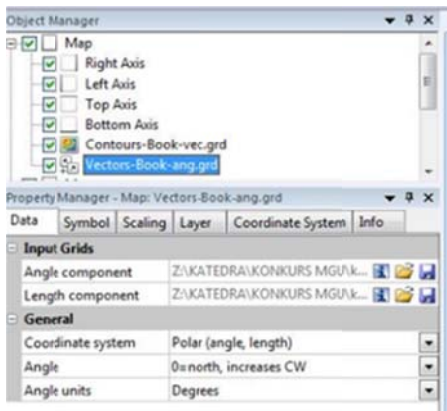 Object Manager
Map
Right Axis
Left Axis
Top Axis
Bottom Axis
Contours-Book-vec.grd
Vectors-Book-ang.grd
Property Manager - Map: Vectors-Book-ang.grd
Data Symbol Scaling Layer Coordinate System Info
Input Grids
Angle component Z:\KATEDRA\KONKURS MGU\k...
Length component Z:\KATEDRA\KONKURS MGU\k...
General
Coordinate system Polar (angle, length)
Angle 0=north, increases CW
Angle units Degrees